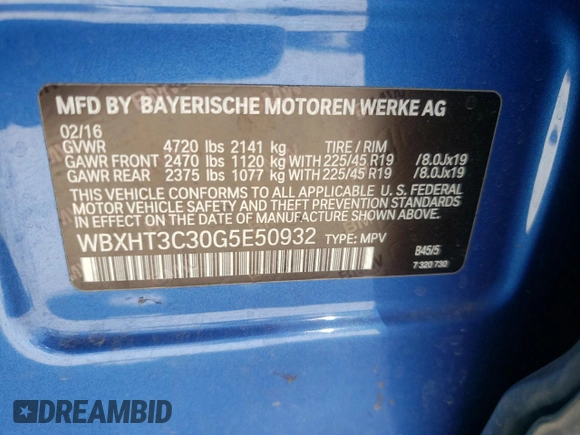 MFD BY BAYERISCHE MOTOREN WERKE AG
02/16
GVWR 4720 lbs 2141 kg TIRE / RIM
GAWR FRONT 2470 lbs 1120 kg WITH 225/45 R19 /8.0Jx19
GAWR REAR 2375 lbs 1077 kg WITH 225/45 R19 /8.0Jx19
THIS VEHICLE CONFORMS TO ALL APPLICABLE U. S. FEDERAL
MOTOR VEHICLE SAFETY AND THEFT PREVENTION STANDARDS
IN EFFECT ON THE DATE OF MANUFACTURE SHOWN ABOVE.
WBXHT3C30G5E50932 TYPE: MPV
B45/5
7 320 730
DREAMBID